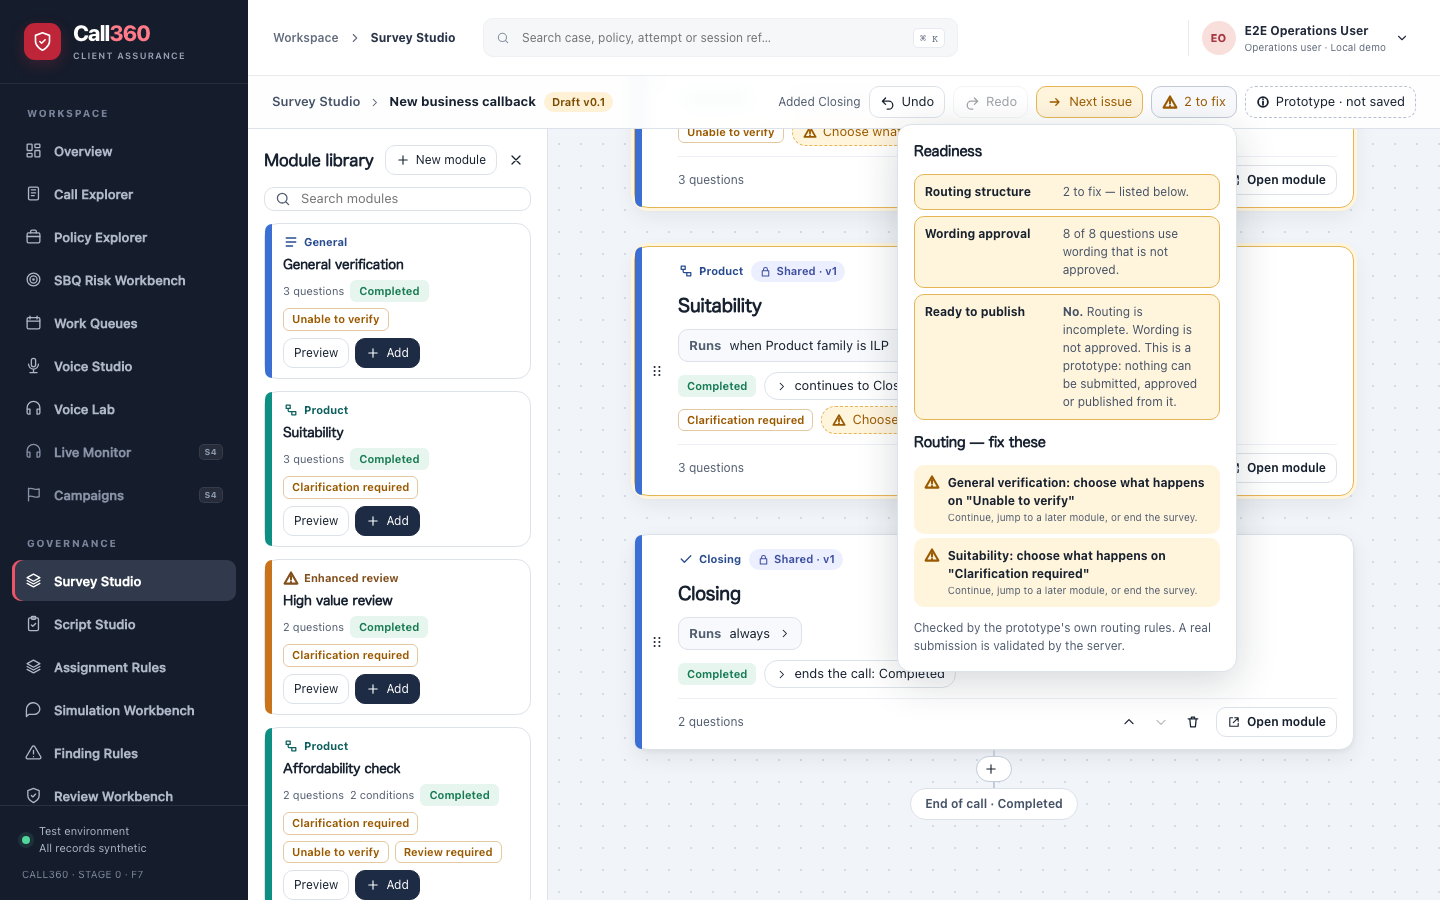 Call360
CLIENT ASSURANCE
WORKSPACE
Overview
Call Explorer
Policy Explorer
SBQ Risk Workbench
Work Queues
Voice Studio
Voice Lab
Live Monitor S4
Campaigns S4
GOVERNANCE
Survey Studio
Script Studio
Assignment Rules
Simulation Workbench
Finding Rules
Review Workbench
Test environment
All records synthetic
CALL360 · STAGE 0 · F7
Workspace > Survey Studio
Search case, policy, attempt or session ref...
⌘ K
EO
E2E Operations User
Operations user · Local demo
Survey Studio > New business callback Draft v0.1
Added Closing
Undo
Redo
Next issue
2 to fix
Prototype · not saved
Module library
New module
Search modules
General
General verification
3 questions Completed
Unable to verify
Preview
+ Add
Product
Suitability
3 questions Completed
Clarification required
Preview
+ Add
Enhanced review
High value review
2 questions Completed
Clarification required
Preview
+ Add
Product
Affordability check
2 questions 2 conditions Completed
Clarification required
Unable to verify Review required
Preview
+ Add
Unable to verify
Choose what
3 questions
Open module
Product Shared · v1
Suitability
Runs when Product family is ILP
Completed
continues to Clos
Clarification required
Choose
3 questions
Open module
Closing Shared · v1
Closing
Runs always
Completed
ends the call: Completed
2 questions
Open module
End of call · Completed
Readiness
Routing structure
2 to fix — listed below.
Wording approval
8 of 8 questions use
wording that is not
approved.
Ready to publish
No. Routing is
incomplete. Wording is
not approved. This is a
prototype: nothing can
be submitted, approved
or published from it.
Routing — fix these
General verification: choose what happens
on "Unable to verify"
Continue, jump to a later module, or end the survey.
Suitability: choose what happens on
"Clarification required"
Continue, jump to a later module, or end the survey.
Checked by the prototype's own routing rules. A real
submission is validated by the server.